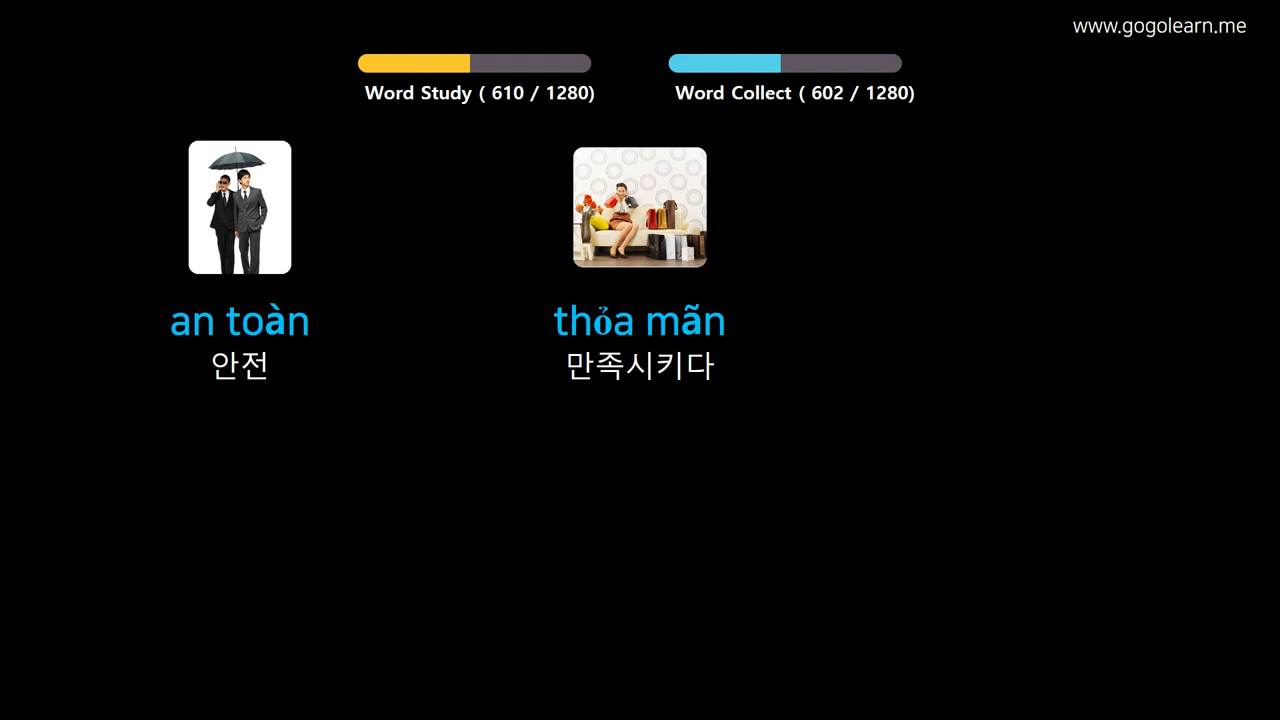 www.gogolearn.me
Word Study ( 610 / 1280)
Word Collect ( 602 / 1280)
an toàn
안전
thỏa mãn
만족시키다